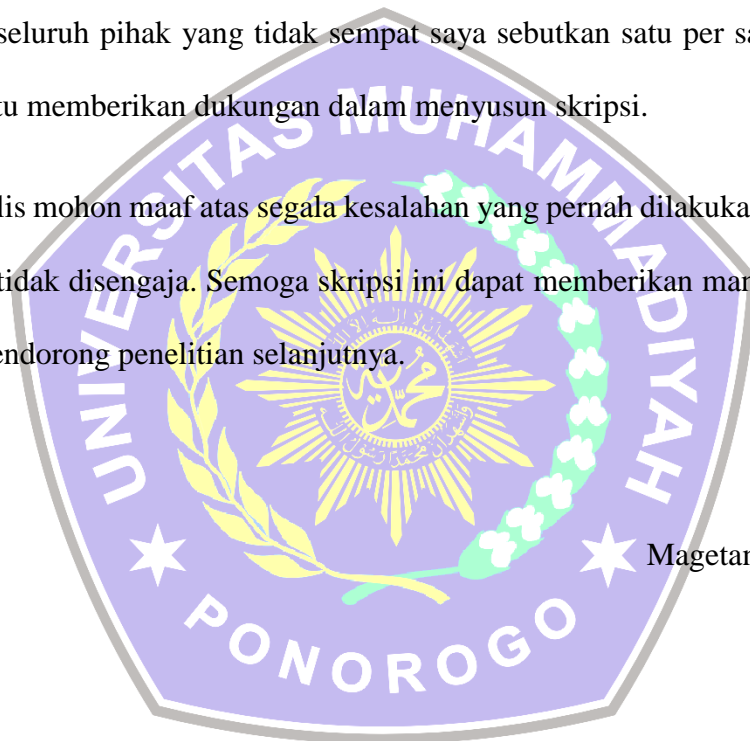 seluruh pihak yang tidak sempat saya sebutkan satu per sa
tu memberikan dukungan dalam menyusun skripsi.
lis mohon maaf atas segala kesalahan yang pernah dilakuka
tidak disengaja. Semoga skripsi ini dapat memberikan man
endorong penelitian selanjutnya.
Magetan
UNIVERSITAS MUHAMMADIYAH
PONOROGO
محمدية